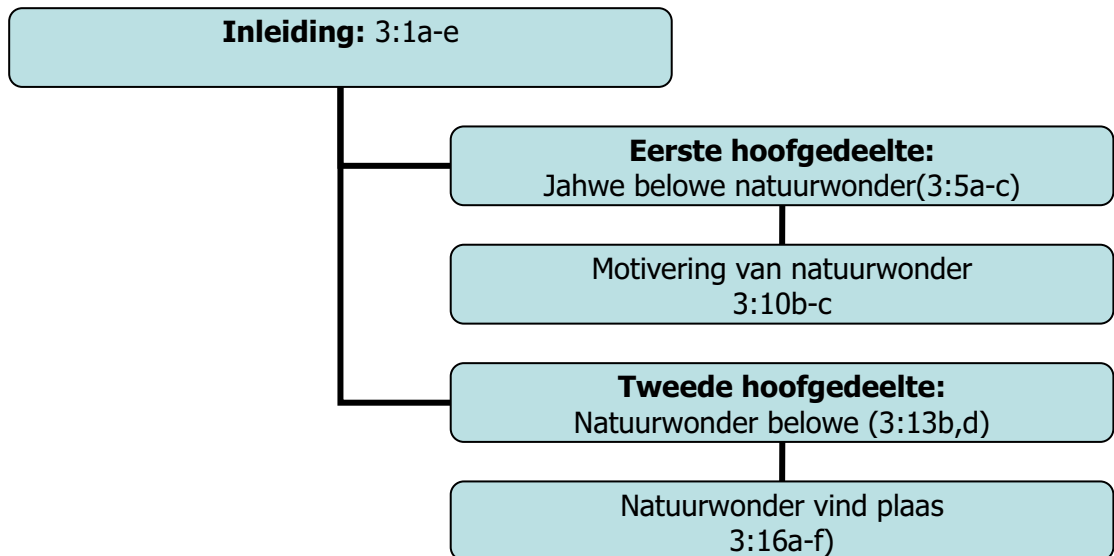 Inleiding: 3:1a-e
Eerste hoofgedeelte:
Jahwe belowe natuurwonder(3:5a-c)
Motivering van natuurwonder
3:10b-c
Tweede hoofgedeelte:
Natuurwonder belowe (3:13b,d)
Natuurwonder vind plaas
3:16a-f)